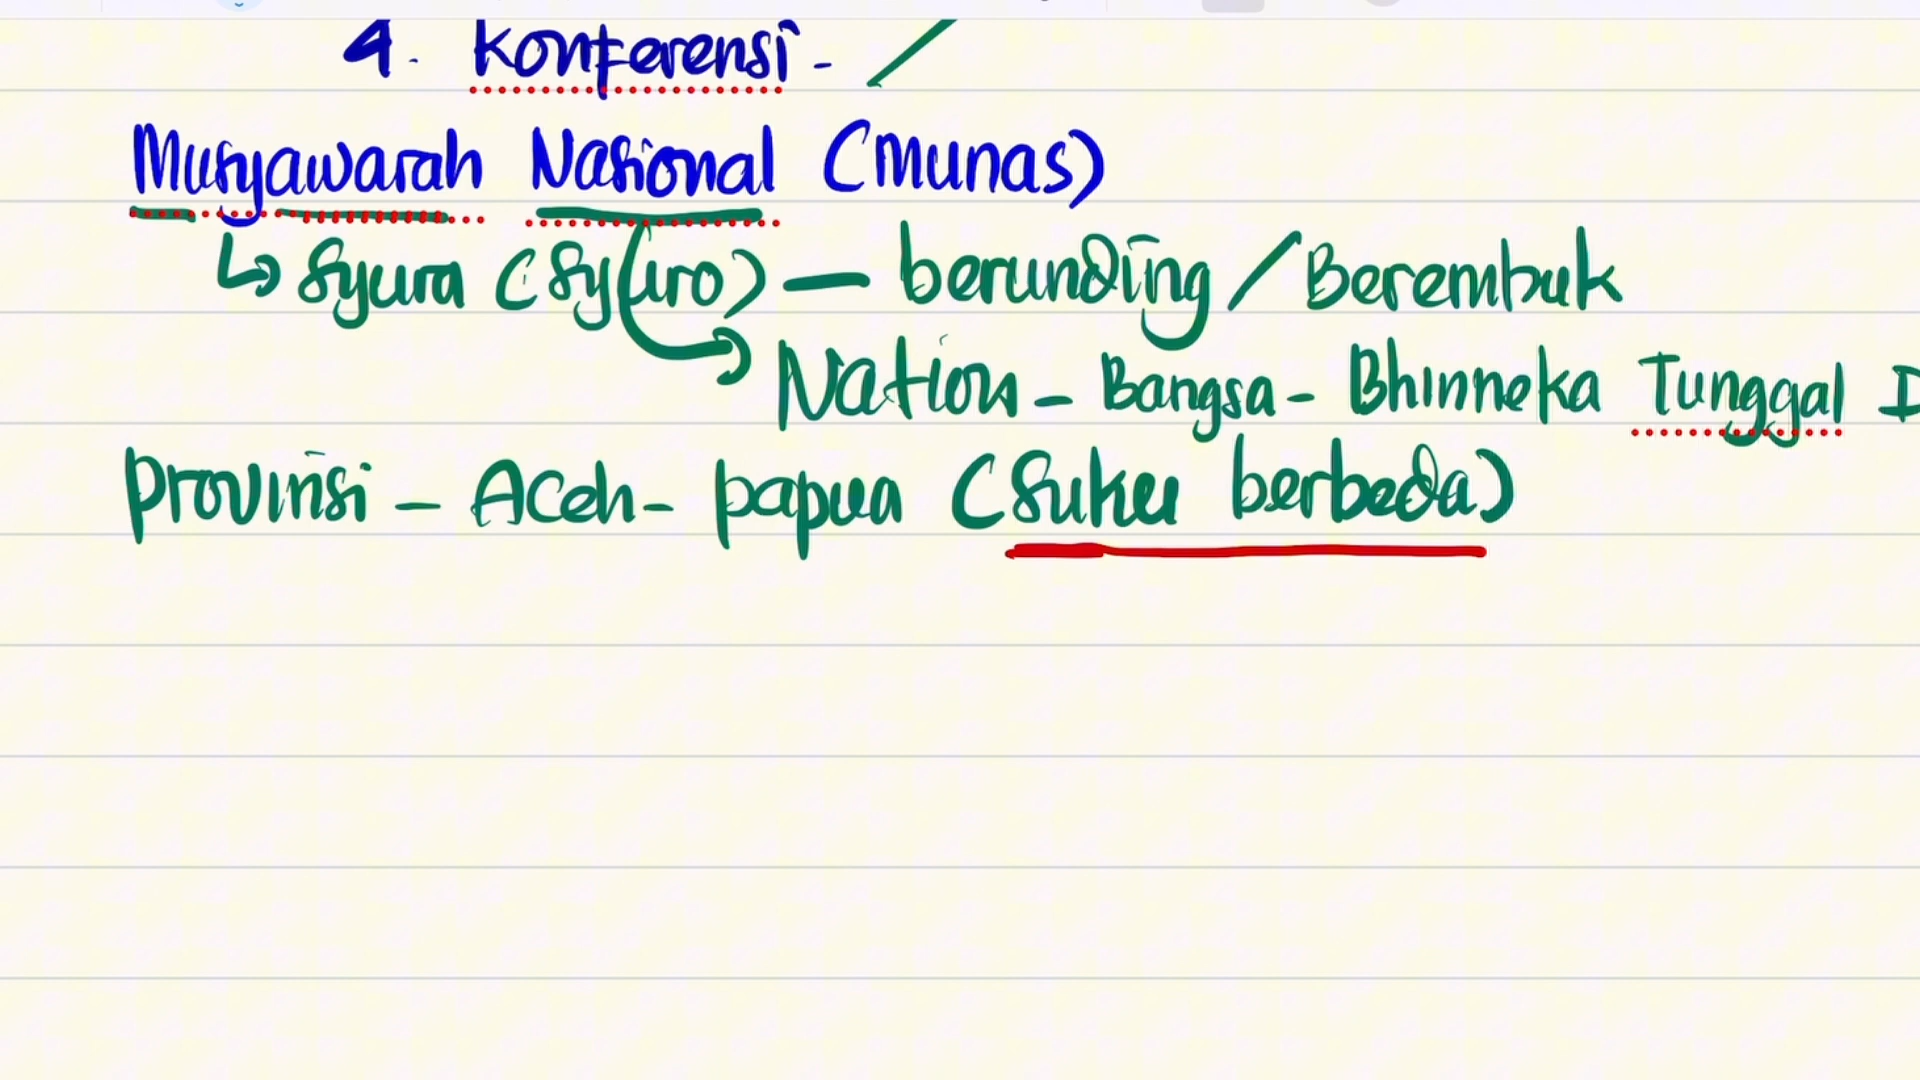 4. Konferensi - /
Musyawarah Nasional (Munas)
↳ Syura (Syuro) — berunding / Berembuk
Nation - Bangsa - Bhinneka Tunggal I
Provinsi - Aceh - papua (Suku berbeda)